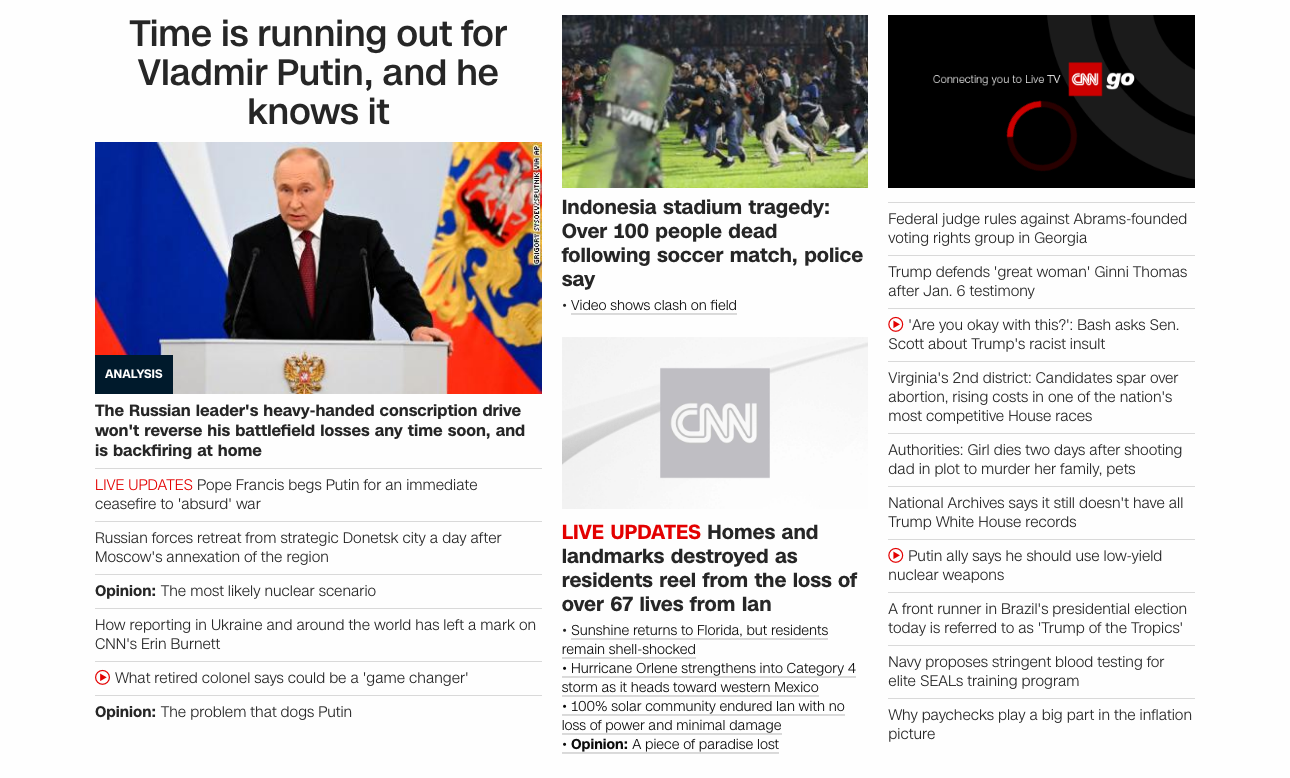 Time is running out for
Vladmir Putin, and he
knows it
GRIGORY SYSOEV/SPUTNIK VIA AP
ANALYSIS
The Russian leader's heavy-handed conscription drive
won't reverse his battlefield losses any time soon, and
is backfiring at home
LIVE UPDATES Pope Francis begs Putin for an immediate
ceasefire to 'absurd' war
Russian forces retreat from strategic Donetsk city a day after
Moscow's annexation of the region
Opinion: The most likely nuclear scenario
How reporting in Ukraine and around the world has left a mark on
CNN's Erin Burnett
What retired colonel says could be a 'game changer'
Opinion: The problem that dogs Putin
Indonesia stadium tragedy:
Over 100 people dead
following soccer match, police
say
• Video shows clash on field
CNN
LIVE UPDATES Homes and
landmarks destroyed as
residents reel from the loss of
over 67 lives from Ian
• Sunshine returns to Florida, but residents
remain shell-shocked
• Hurricane Orlene strengthens into Category 4
storm as it heads toward western Mexico
• 100% solar community endured Ian with no
loss of power and minimal damage
• Opinion: A piece of paradise lost
Connecting you to Live TV CNN go
Federal judge rules against Abrams-founded
voting rights group in Georgia
Trump defends 'great woman' Ginni Thomas
after Jan. 6 testimony
'Are you okay with this?': Bash asks Sen.
Scott about Trump's racist insult
Virginia's 2nd district: Candidates spar over
abortion, rising costs in one of the nation's
most competitive House races
Authorities: Girl dies two days after shooting
dad in plot to murder her family, pets
National Archives says it still doesn't have all
Trump White House records
Putin ally says he should use low-yield
nuclear weapons
A front runner in Brazil's presidential election
today is referred to as 'Trump of the Tropics'
Navy proposes stringent blood testing for
elite SEALs training program
Why paychecks play a big part in the inflation
picture